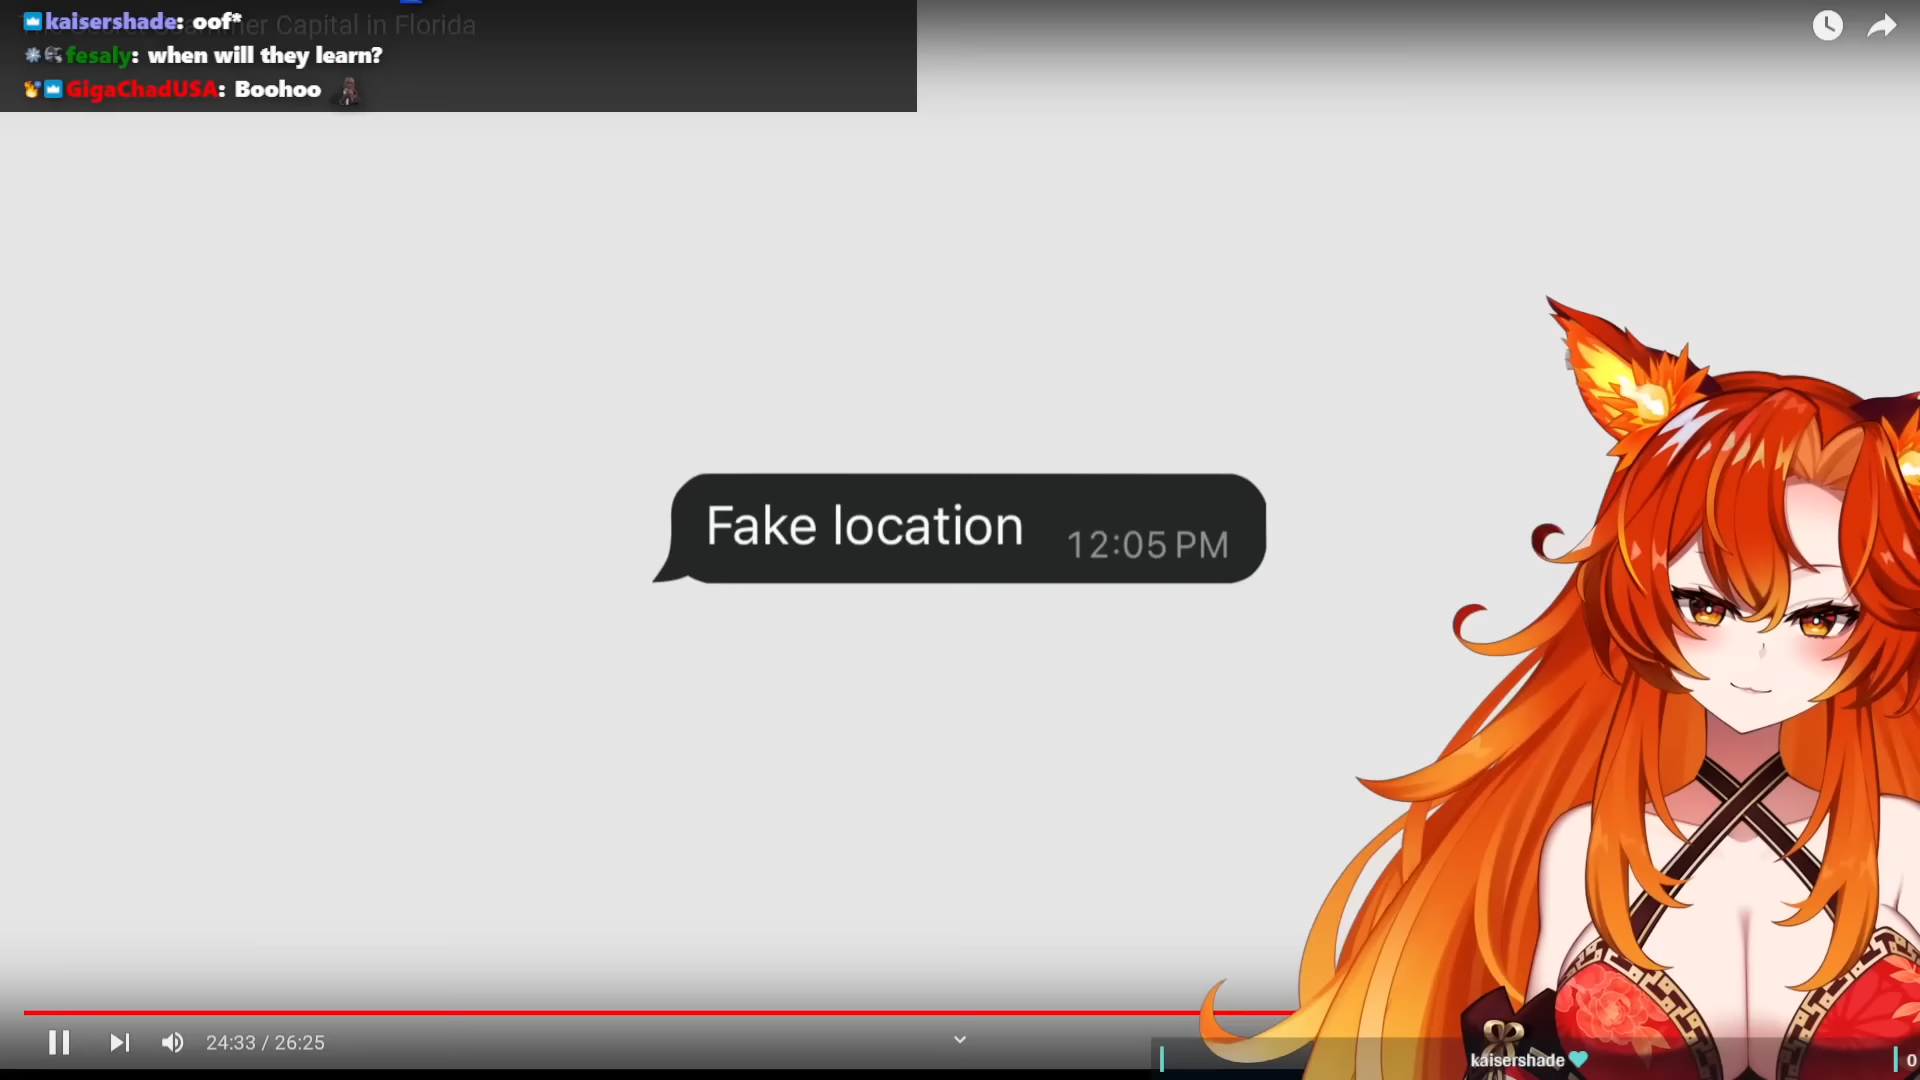 kaisershade: oof*
er Capital in Florida
fesaly: when will they learn?
GigaChadUSA: Boohoo
Fake location 12:05 PM
24:33 / 26:25
kaisershade
0